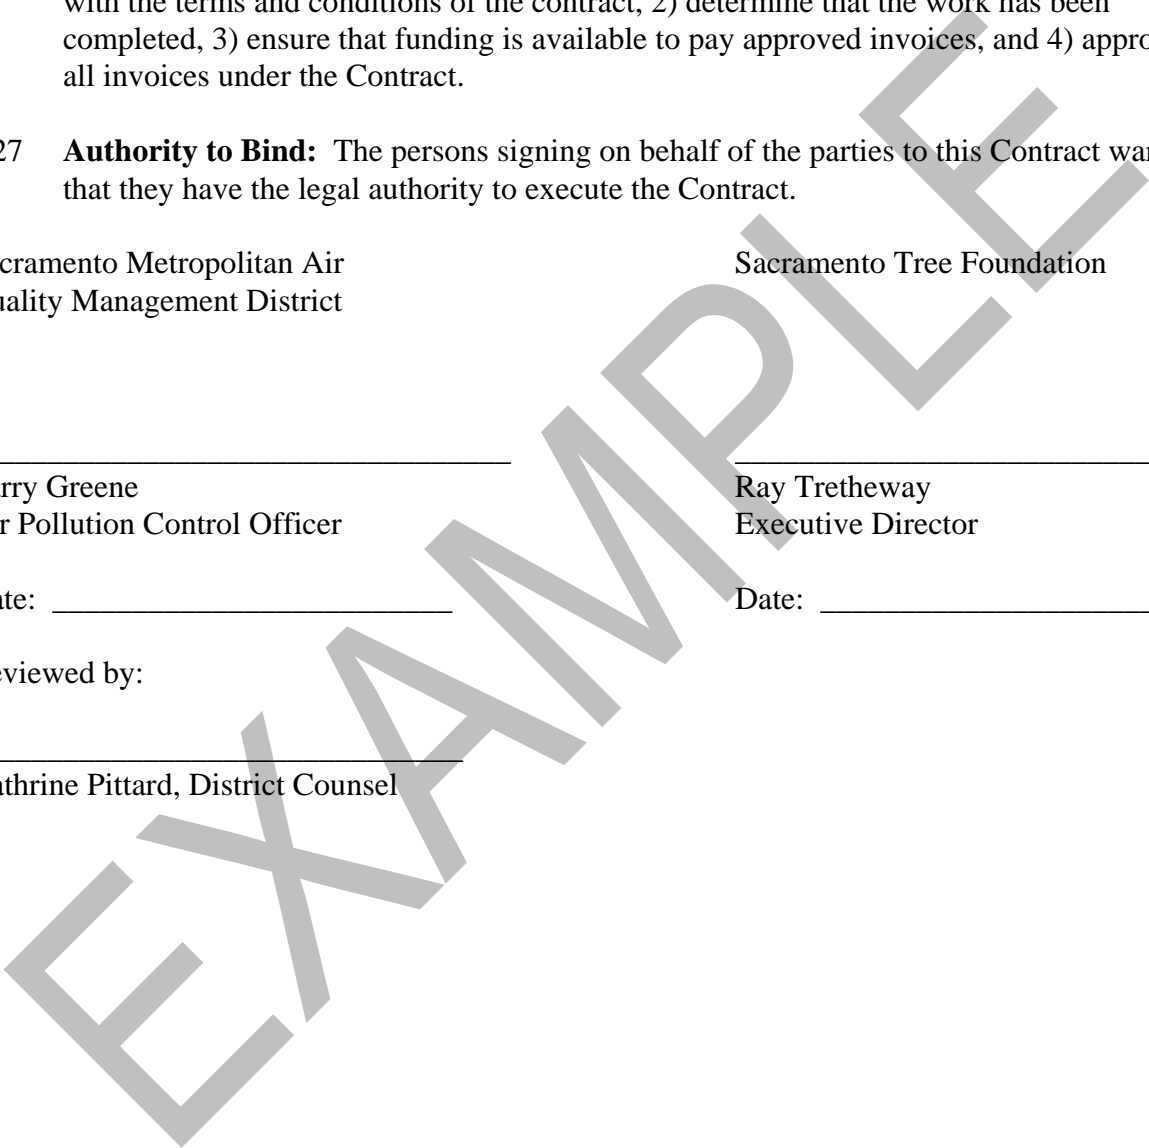 with the terms and conditions of the contract, 2) determine that the work has been
completed, 3) ensure that funding is available to pay approved invoices, and 4) appro
all invoices under the Contract.
27 Authority to Bind: The persons signing on behalf of the parties to this Contract war
that they have the legal authority to execute the Contract.
cramento Metropolitan Air
uality Management District
Sacramento Tree Foundation
rry Greene
r Pollution Control Officer
Ray Tretheway
Executive Director
ate: _________________________
Date: _____________________
eviewed by:
athrine Pittard, District Counsel
EXAMPLE